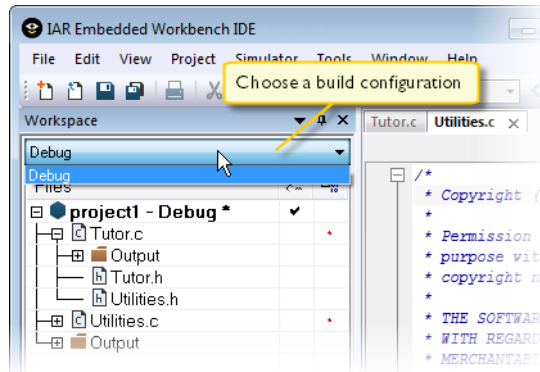 IAR Embedded Workbench IDE
File Edit View Project Simulator Tools Window Help
Choose a build configuration
Workspace
Tutor.c Utilities.c
Debug
Debug
Files
project1 - Debug *
Tutor.c
Output
Tutor.h
Utilities.h
Utilities.c
Output
/*
* Copyright (
*
* Permission
* purpose wit
* copyright n
*
* THE SOFTWAR
* WITH REGARD
* MERCHANTABI